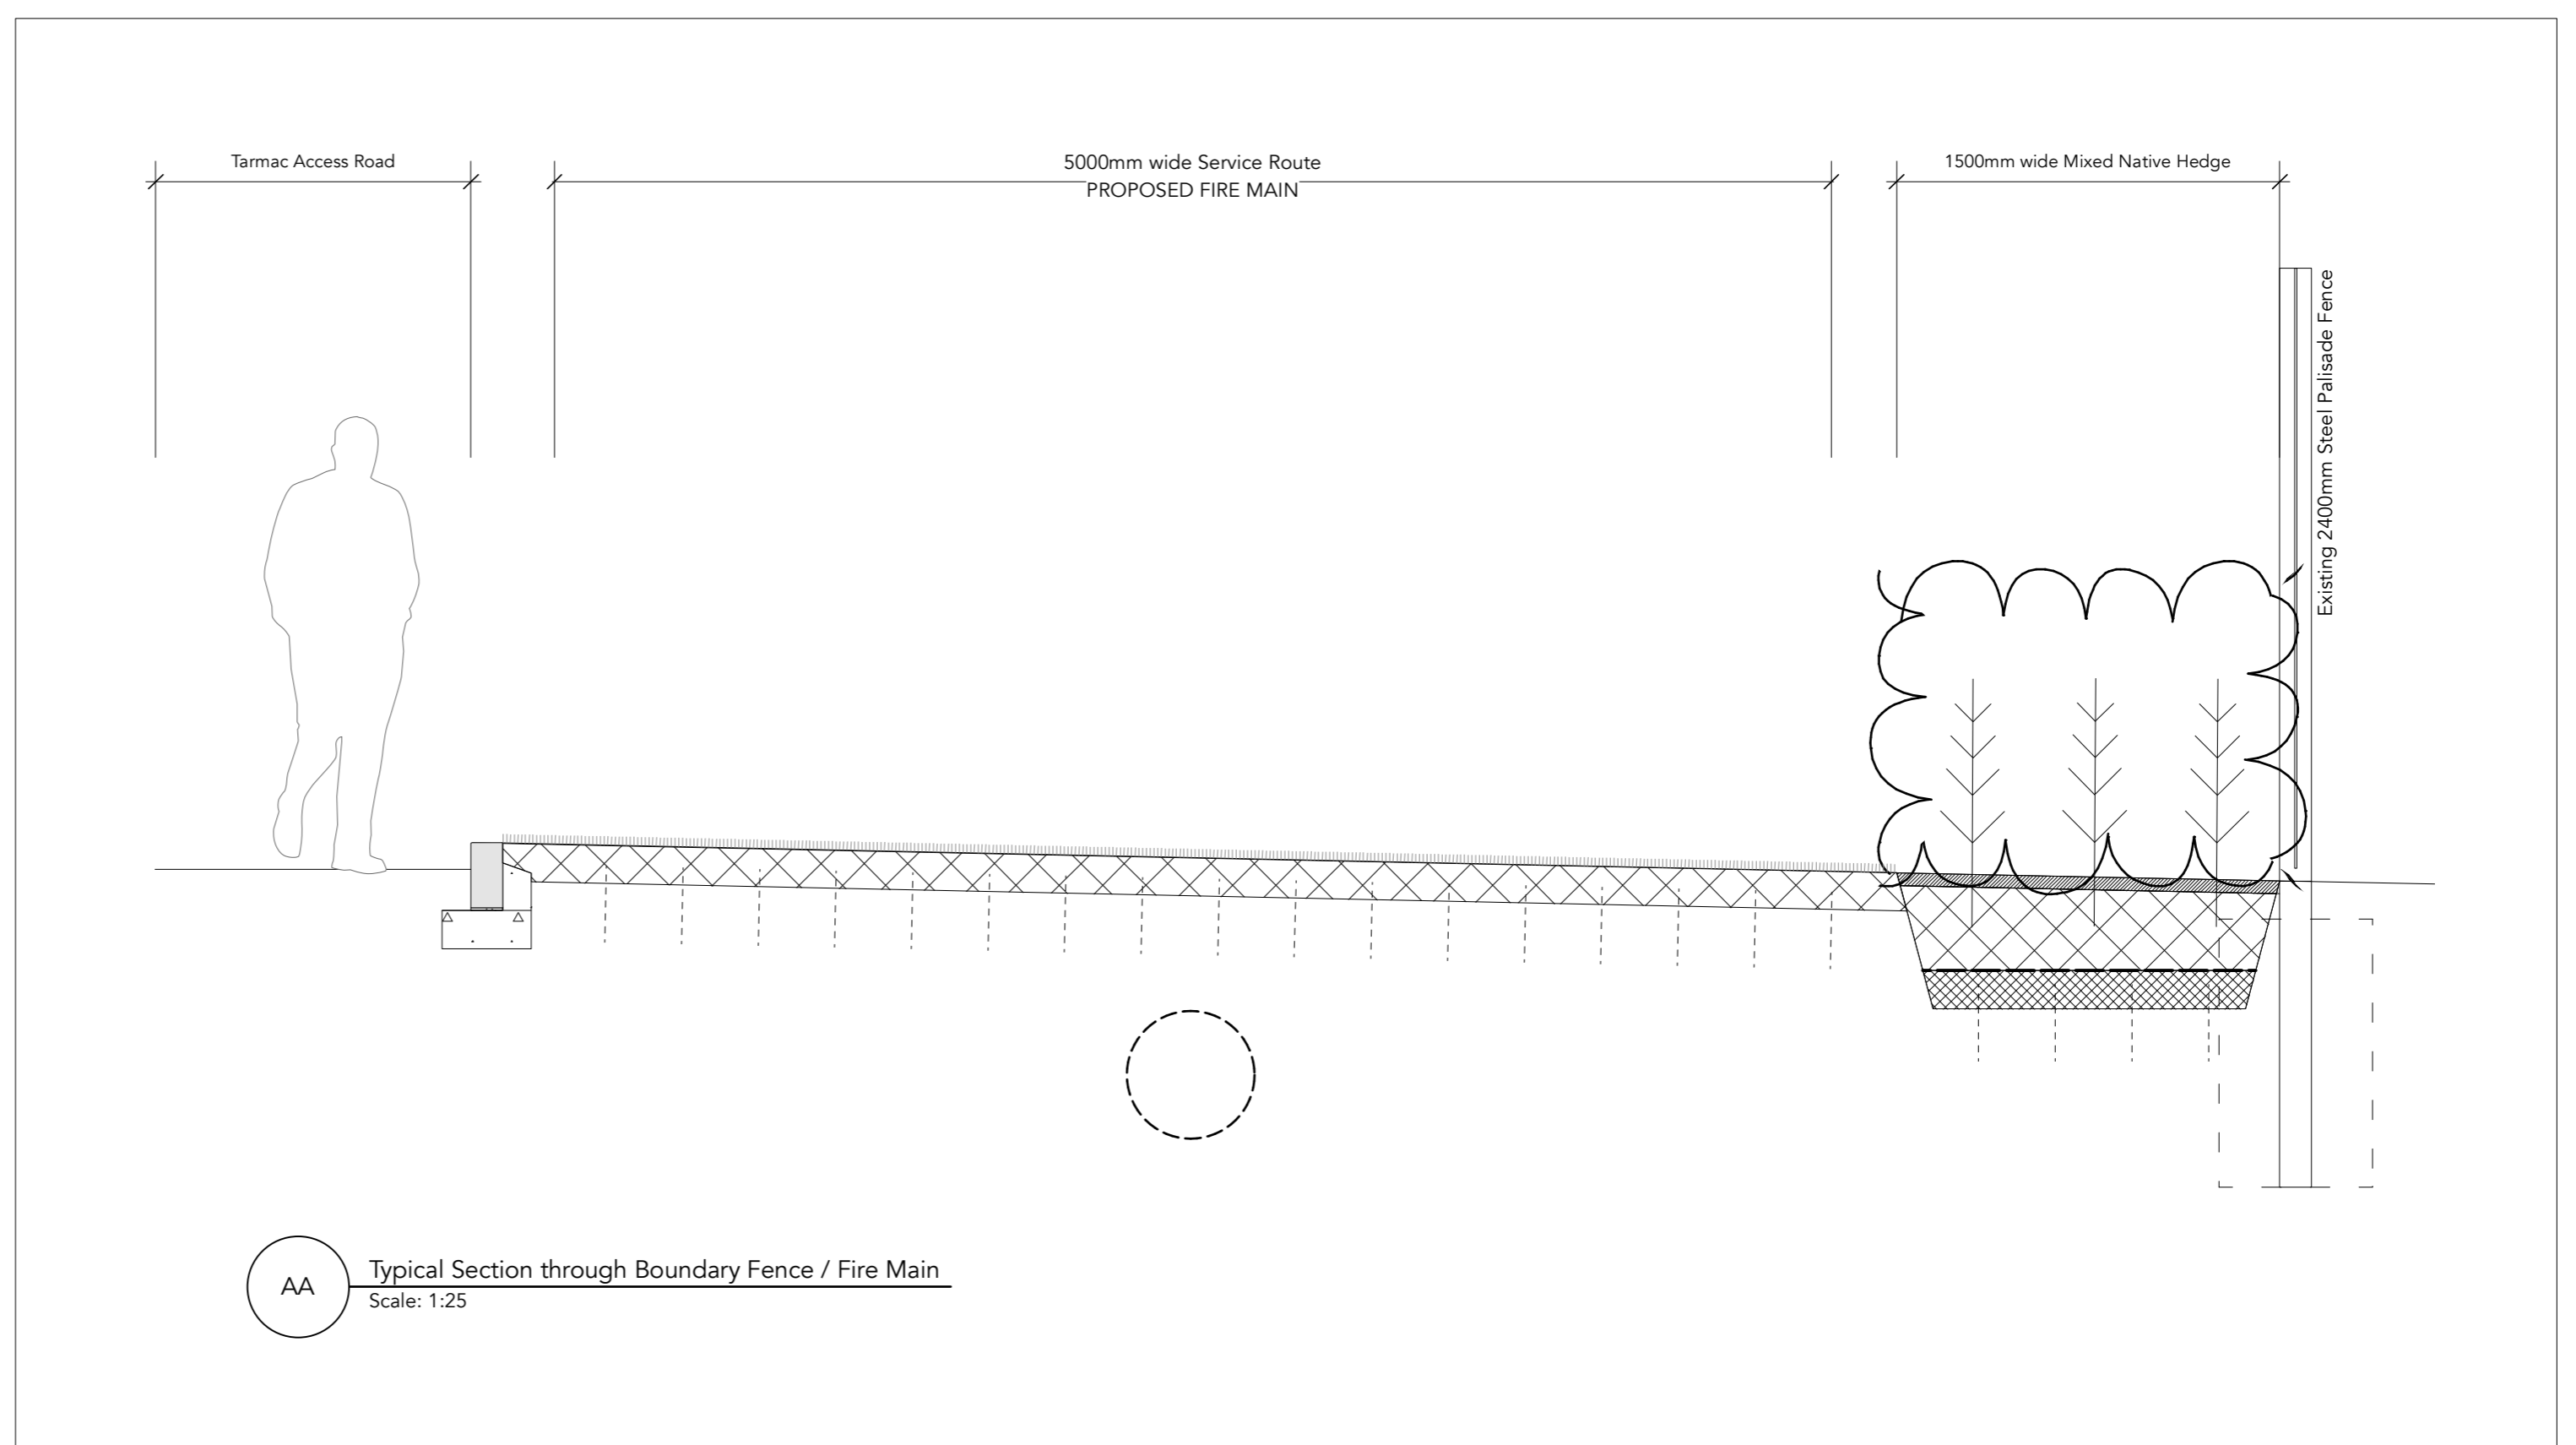 Tarmac Access Road
5000mm wide Service Route
PROPOSED FIRE MAIN
1500mm wide Mixed Native Hedge
Existing 2400mm Steel Palisade Fence
AA
Typical Section through Boundary Fence / Fire Main
Scale: 1:25